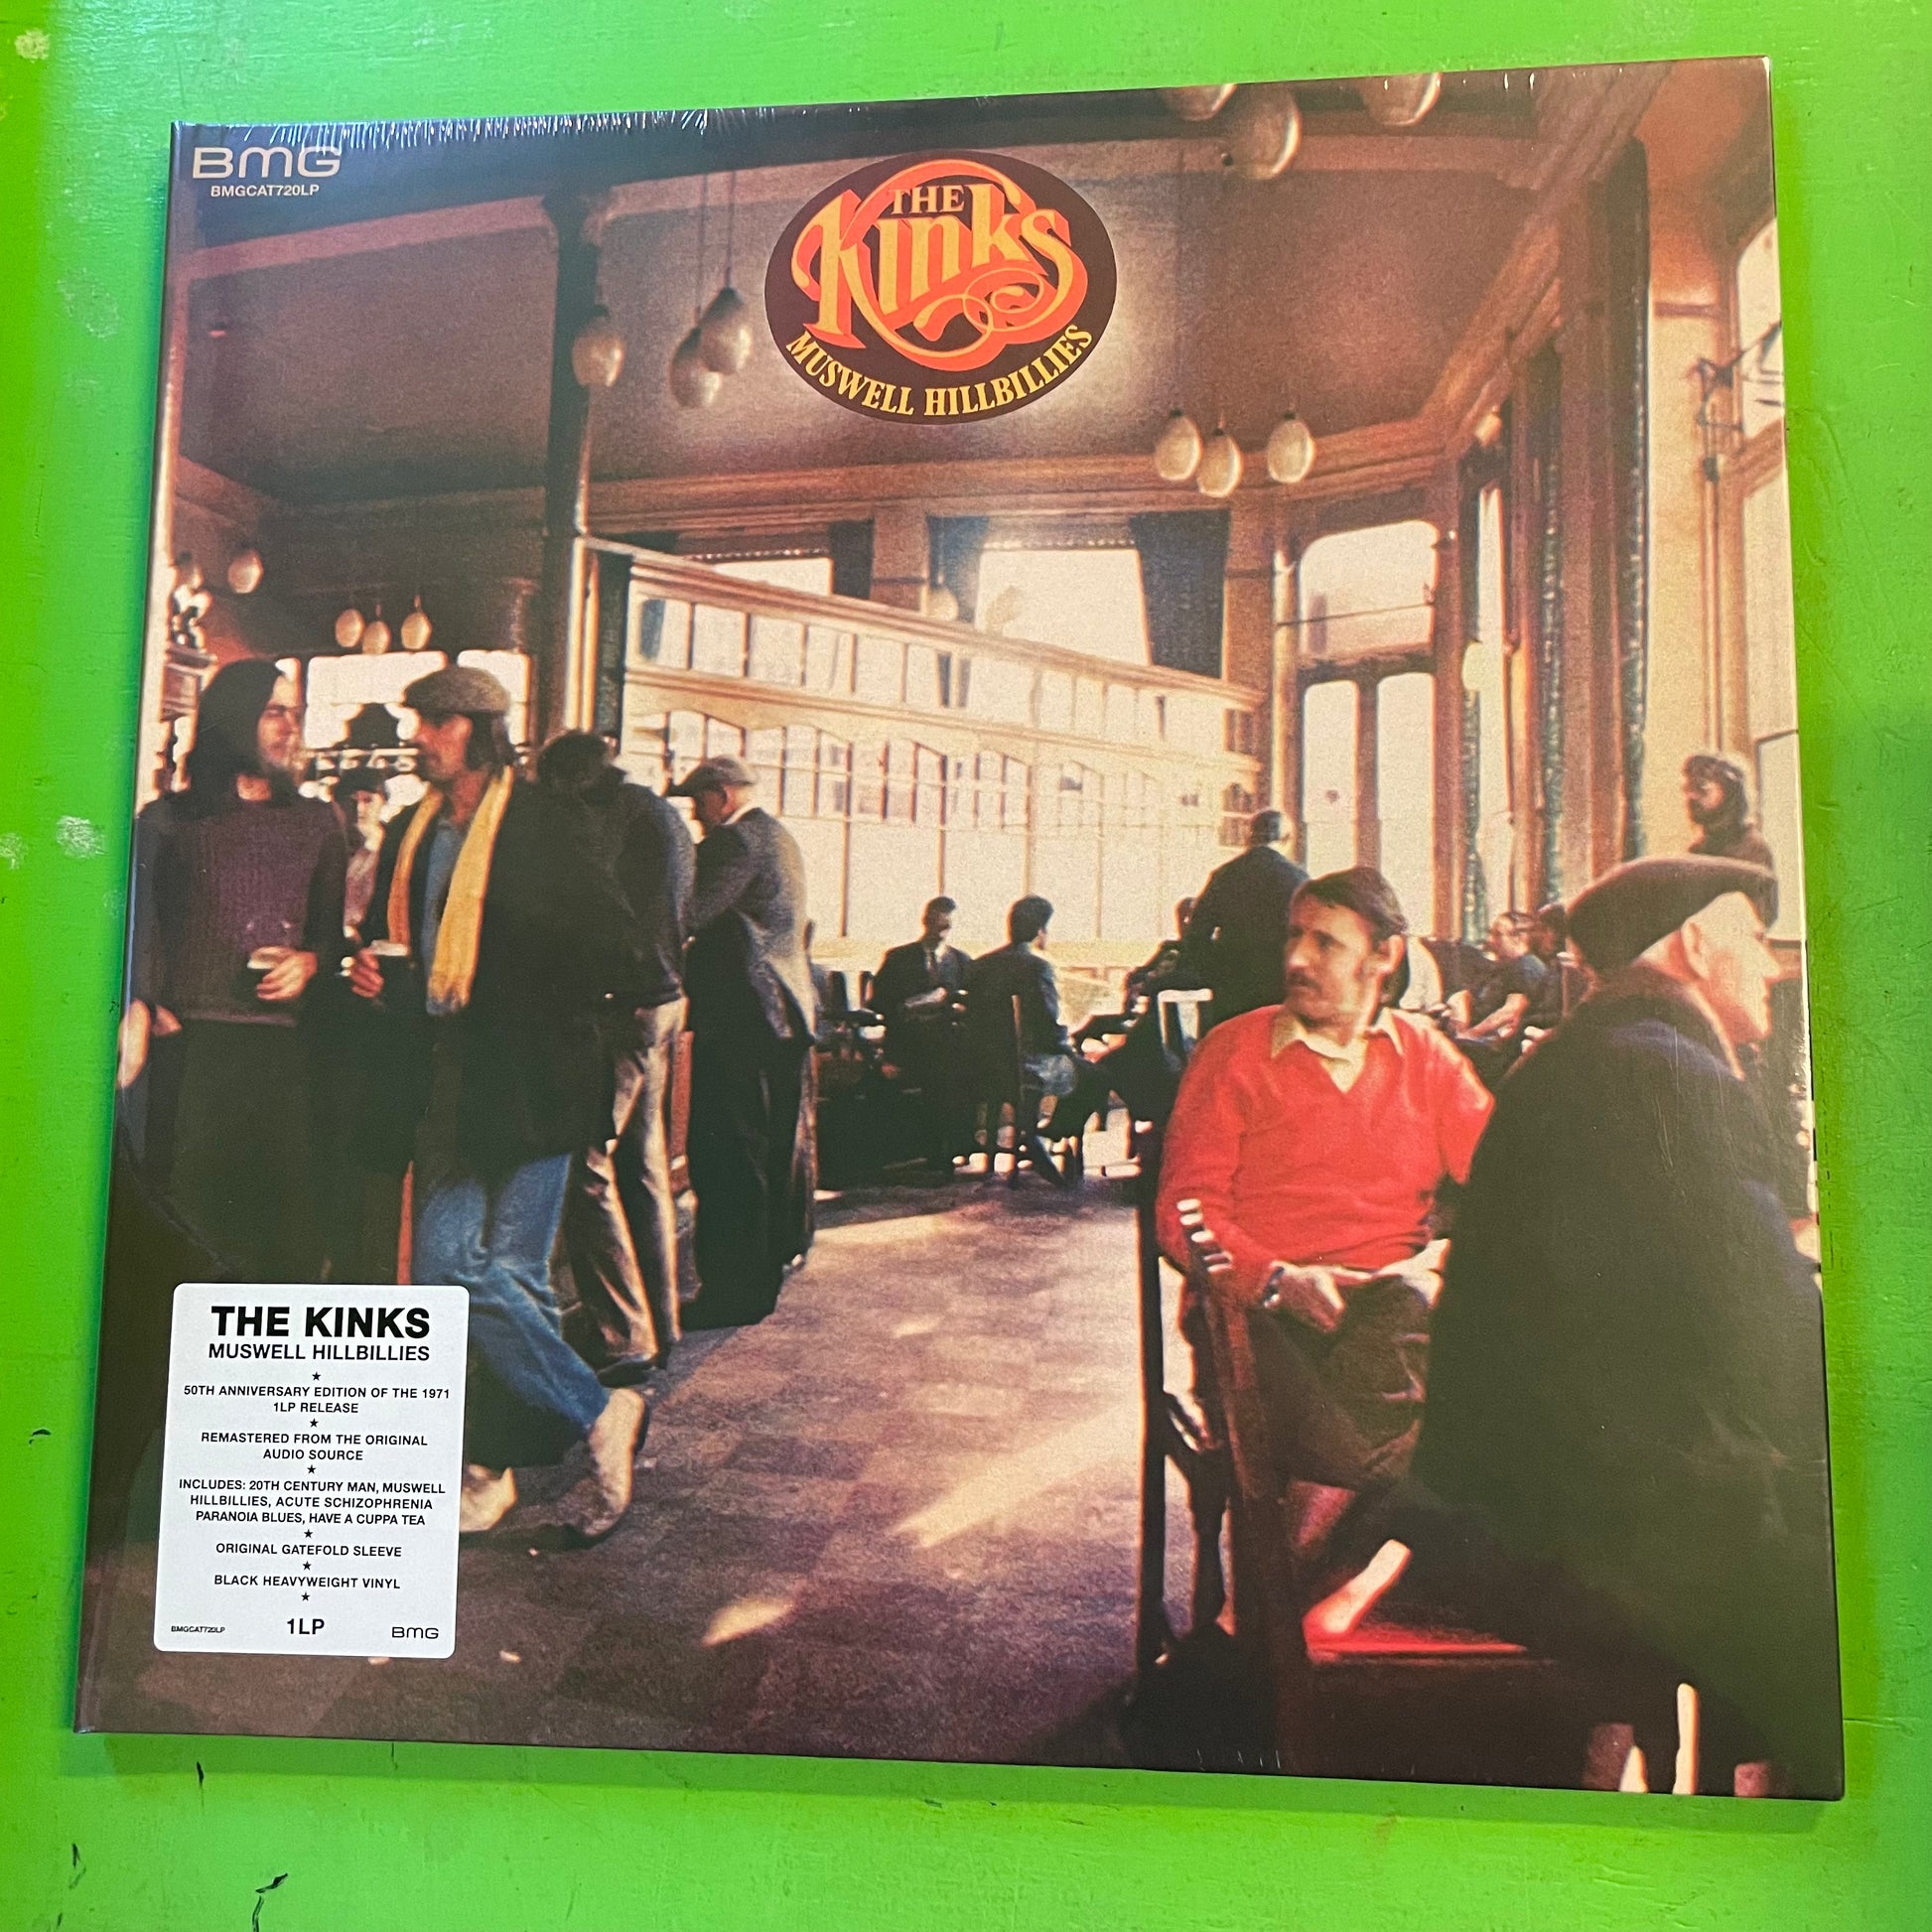 BMG
BMGCAT720LP
THE
Kinks
MUSWELL HILLBILLIES
THE KINKS
MUSWELL HILLBILLIES
★
50TH ANNIVERSARY EDITION OF THE 1971
1LP RELEASE
★
REMASTERED FROM THE ORIGINAL
AUDIO SOURCE
★
INCLUDES: 20TH CENTURY MAN, MUSWELL
HILLBILLIES, ACUTE SCHIZOPHRENIA
PARANOIA BLUES, HAVE A CUPPA TEA
★
ORIGINAL GATEFOLD SLEEVE
★
BLACK HEAVYWEIGHT VINYL
★
BMGCAT720LP 1LP BMG